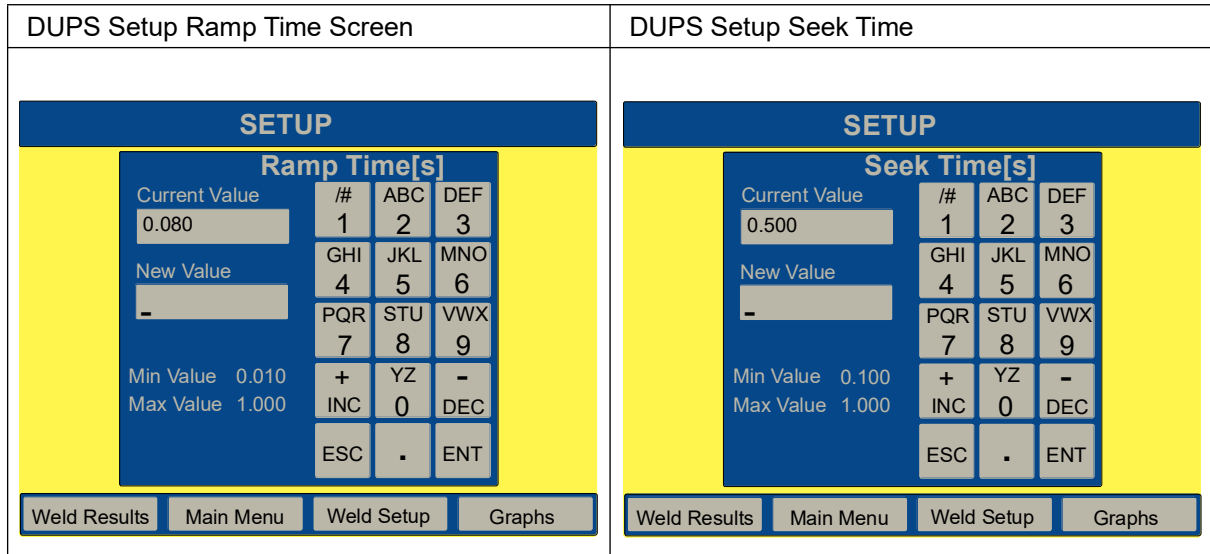 DUPS Setup Ramp Time Screen
DUPS Setup Seek Time
SETUP
Ramp Time[s]
Current Value
0.080
New Value
-
Min Value 0.010
Max Value 1.000
/# ABC DEF
1 2 3
GHI JKL MNO
4 5 6
PQR STU VWX
7 8 9
+ YZ -
INC 0 DEC
ESC . ENT
Weld Results Main Menu Weld Setup Graphs
SETUP
Seek Time[s]
Current Value
0.500
New Value
-
Min Value 0.100
Max Value 1.000
/# ABC DEF
1 2 3
GHI JKL MNO
4 5 6
PQR STU VWX
7 8 9
+ YZ -
INC 0 DEC
ESC . ENT
Weld Results Main Menu Weld Setup Graphs